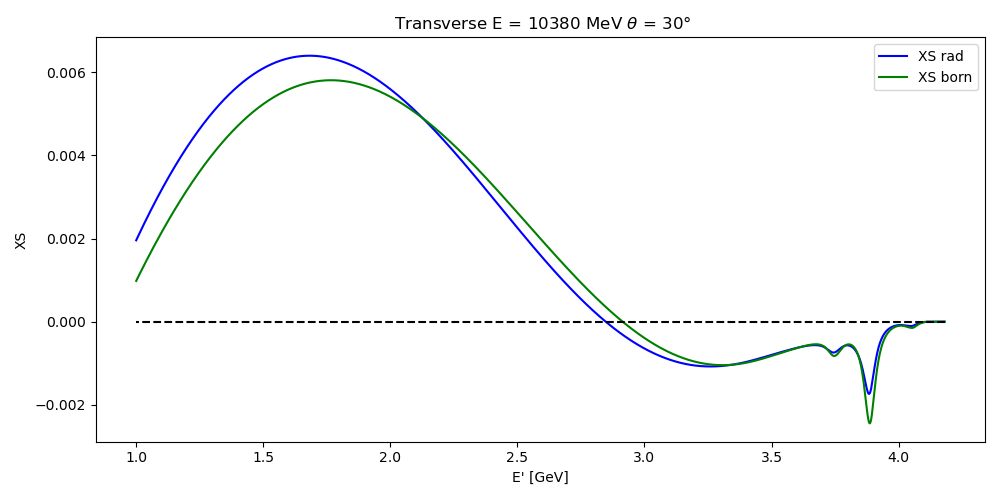 Transverse E = 10380 MeV θ = 30°
XS rad
XS born
0.006
0.004
0.002
0.000
−0.002
XS
1.0 1.5 2.0 2.5 3.0 3.5 4.0
E' [GeV]